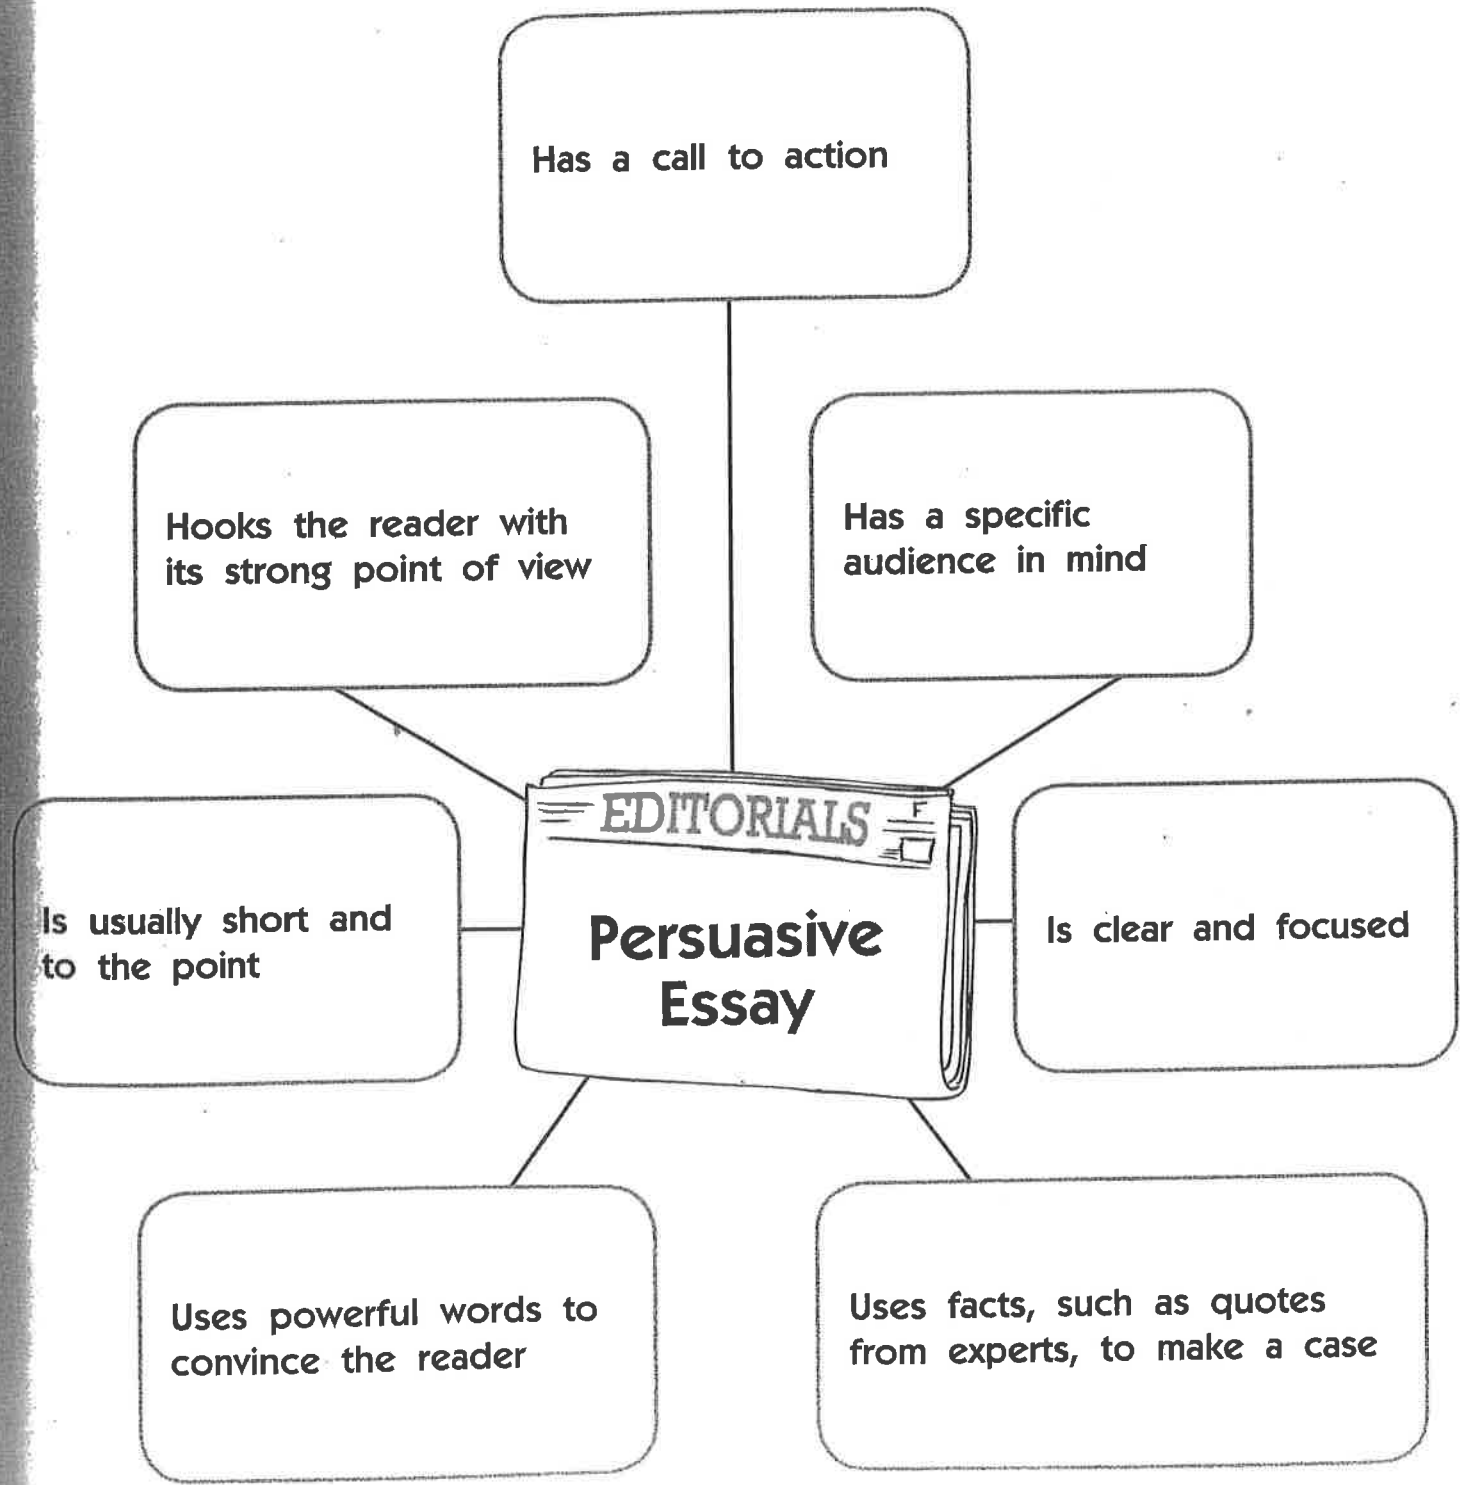 Has a call to action
Hooks the reader with
its strong point of view
Has a specific
audience in mind
EDITORIALS F
Persuasive
Essay
Is usually short and
to the point
Is clear and focused
Uses powerful words to
convince the reader
Uses facts, such as quotes
from experts, to make a case